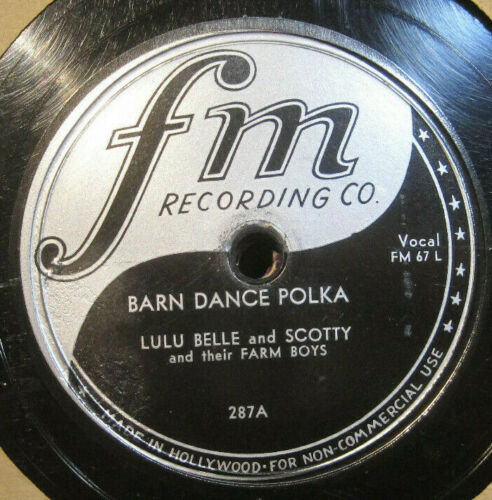 fm
RECORDING CO.
Vocal
FM 67 L
BARN DANCE POLKA
LULU BELLE and SCOTTY
and their FARM BOYS
287A
MADE IN HOLLYWOOD • FOR NON-COMMERCIAL USE